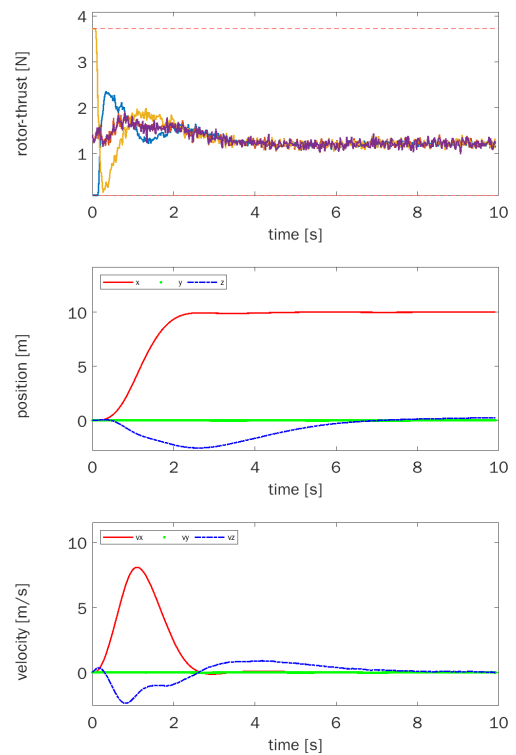 4
3
2
1
rotor-thrust [N]
0 2 4 6 8 10
time [s]
x y z
10
5
0
position [m]
0 2 4 6 8 10
time [s]
vx vy vz
10
5
0
velocity [m/s]
0 2 4 6 8 10
time [s]